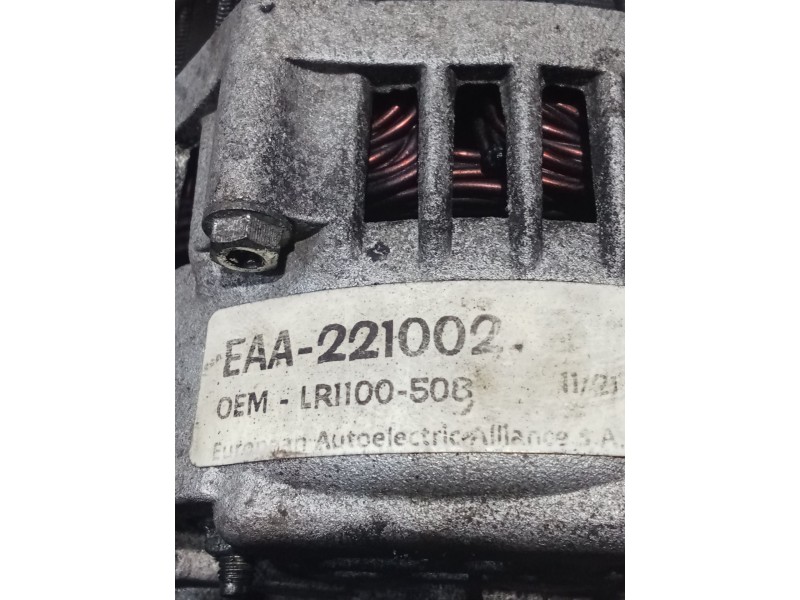 EAA-221002.
OEM - LR1100-508 11/21
European Autoelectric Alliance S.A.